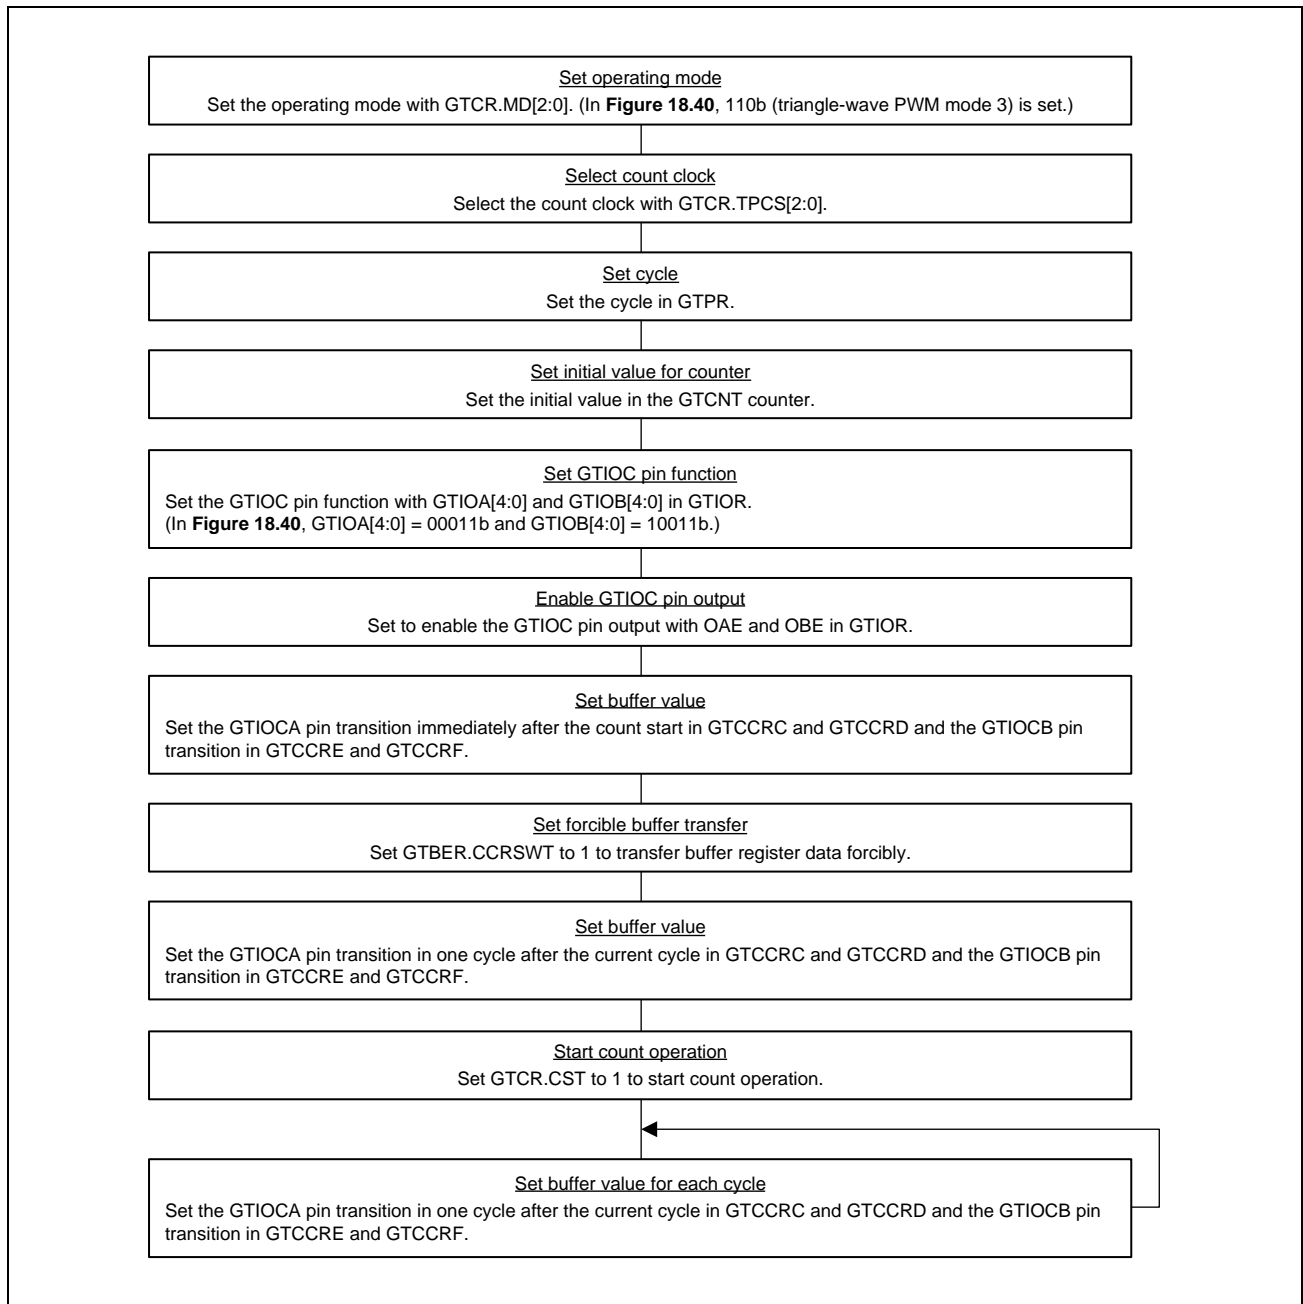 Set operating mode
Set the operating mode with GTCR.MD[2:0]. (In Figure 18.40, 110b (triangle-wave PWM mode 3) is set.)
Select count clock
Select the count clock with GTCR.TPCS[2:0].
Set cycle
Set the cycle in GTPR.
Set initial value for counter
Set the initial value in the GTCNT counter.
Set GTIOC pin function
Set the GTIOC pin function with GTIOA[4:0] and GTIOB[4:0] in GTIOR.
(In Figure 18.40, GTIOA[4:0] = 00011b and GTIOB[4:0] = 10011b.)
Enable GTIOC pin output
Set to enable the GTIOC pin output with OAE and OBE in GTIOR.
Set buffer value
Set the GTIOCA pin transition immediately after the count start in GTCCRC and GTCCRD and the GTIOCB pin
transition in GTCCRE and GTCCRF.
Set forcible buffer transfer
Set GTBER.CCRSWT to 1 to transfer buffer register data forcibly.
Set buffer value
Set the GTIOCA pin transition in one cycle after the current cycle in GTCCRC and GTCCRD and the GTIOCB pin
transition in GTCCRE and GTCCRF.
Start count operation
Set GTCR.CST to 1 to start count operation.
Set buffer value for each cycle
Set the GTIOCA pin transition in one cycle after the current cycle in GTCCRC and GTCCRD and the GTIOCB pin
transition in GTCCRE and GTCCRF.